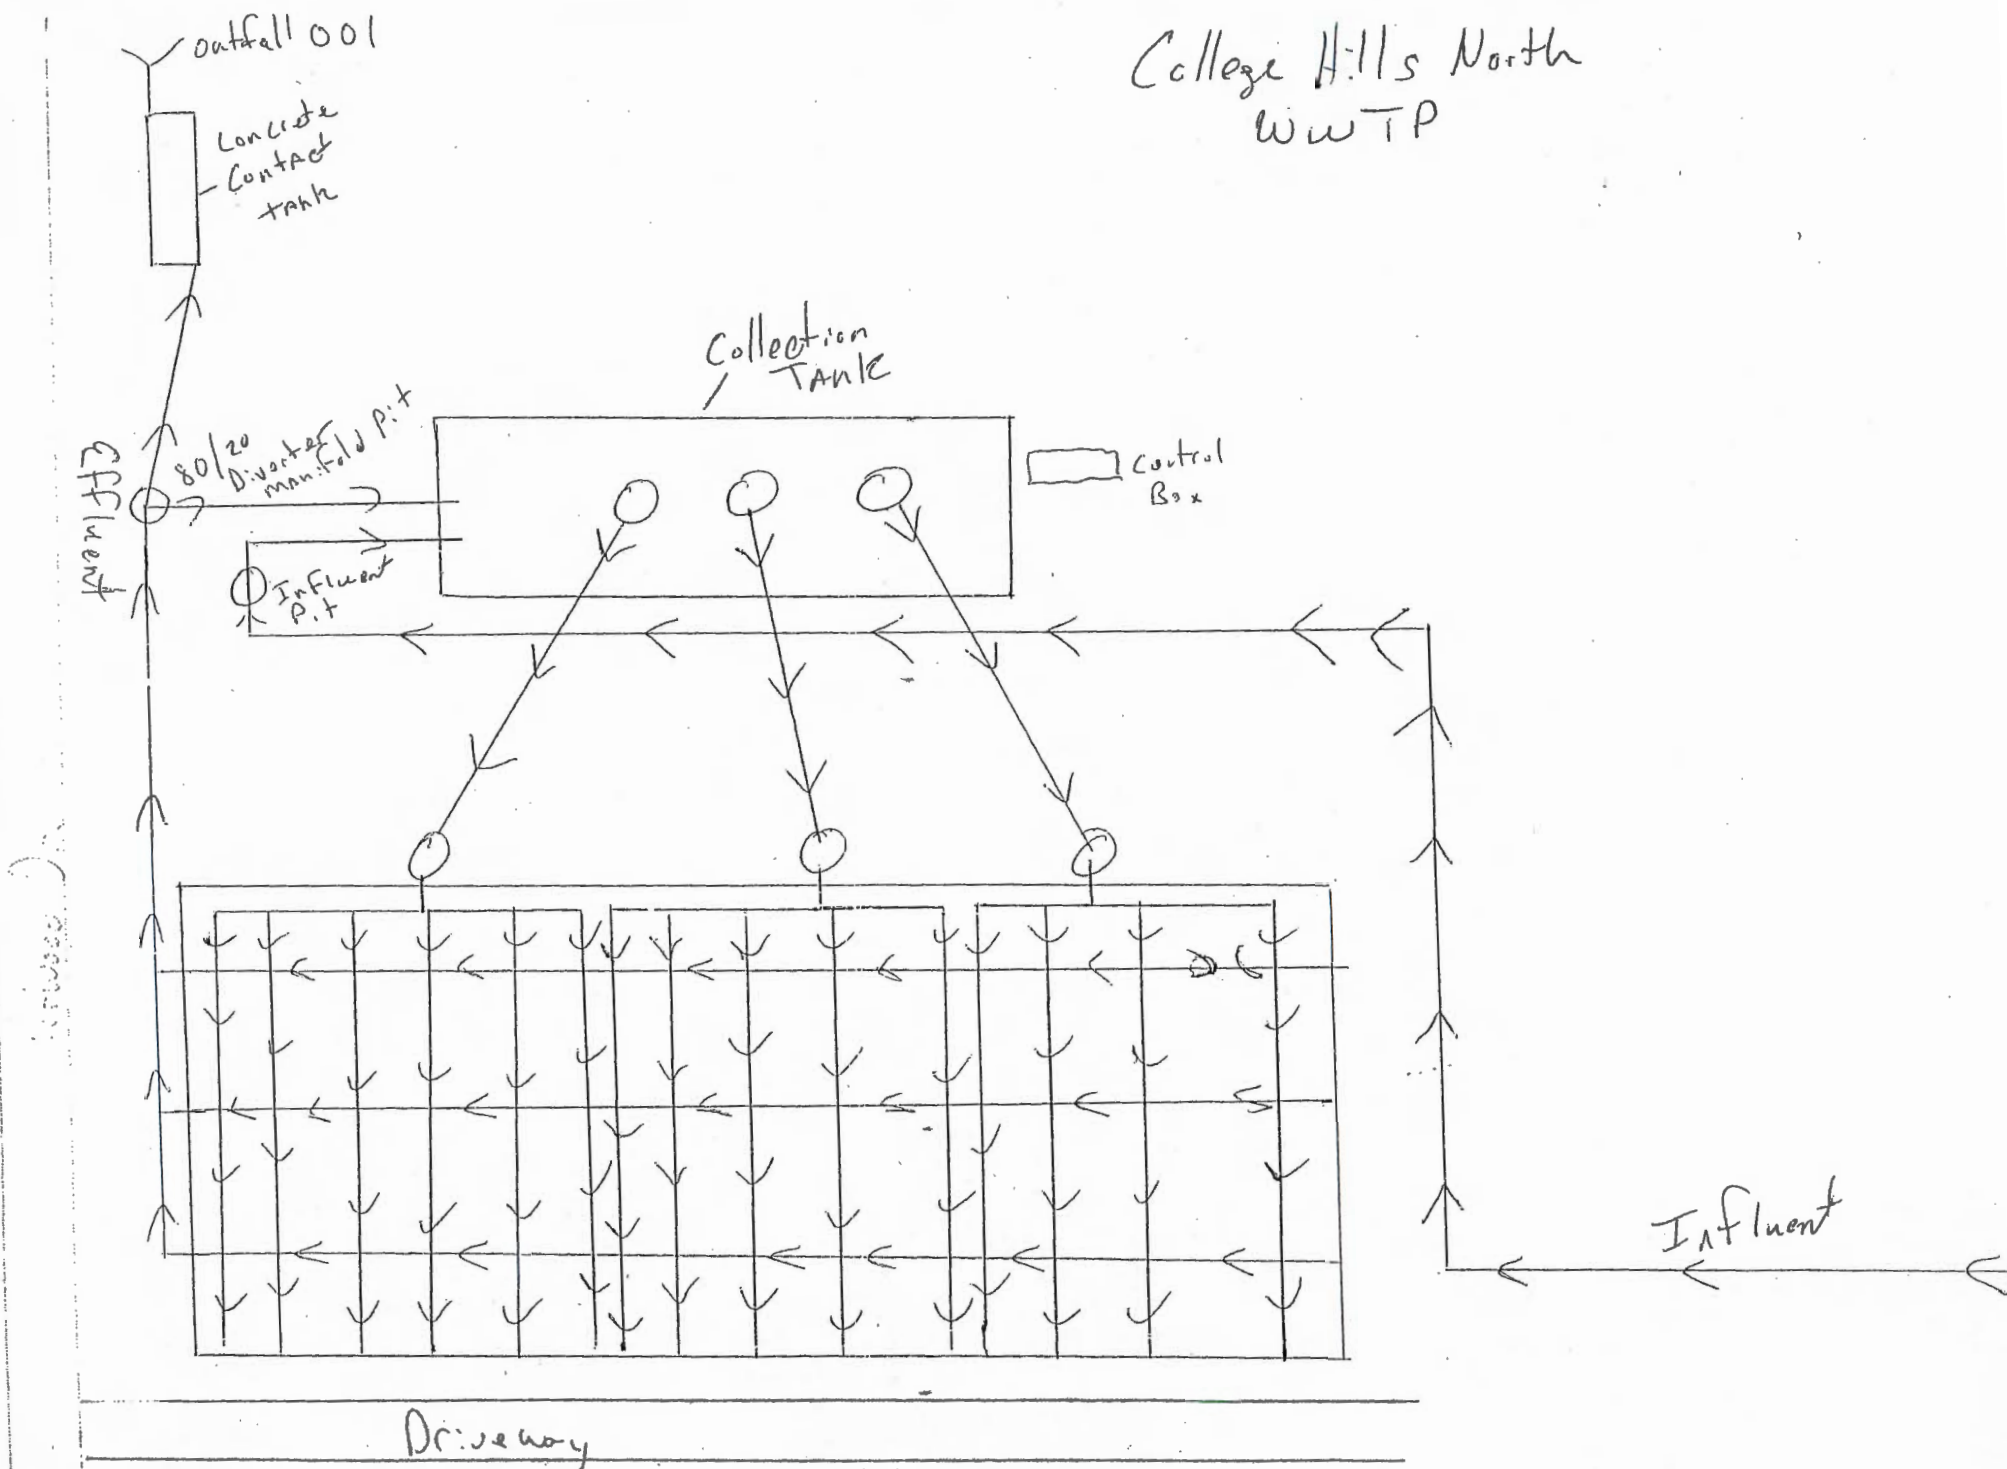 outfall 001
College Hills North
WWTP
Concrete
Contact
tank
Collection
TANK
80/20
Diverter
manifold Pit
Effluent
Control
Box
Influent
Pit
Influent
Driveway